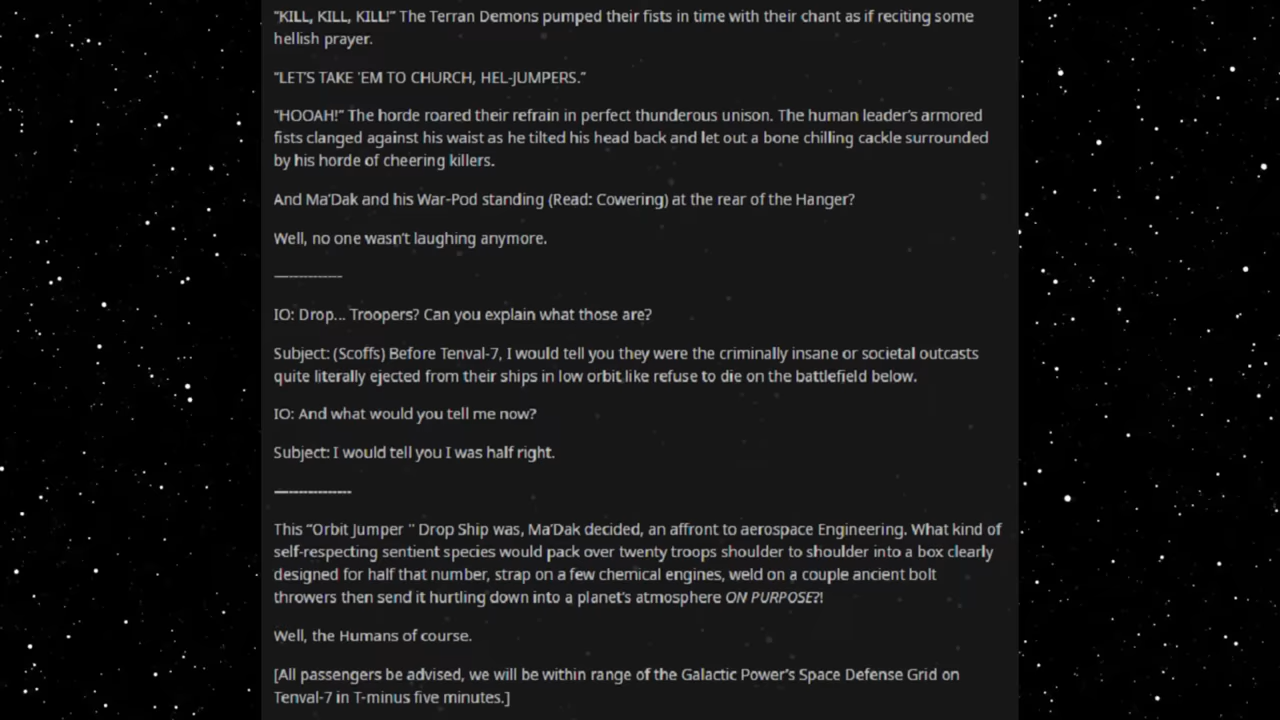 "KILL, KILL, KILL!" The Terran Demons pumped their fists in time with their chant as if reciting some
hellish prayer.
"LET'S TAKE 'EM TO CHURCH, HEL-JUMPERS."
"HOOAH!" The horde roared their refrain in perfect thunderous unison. The human leader's armored
fists clanged against his waist as he tilted his head back and let out a bone chilling cackle surrounded
by his horde of cheering killers.
And Ma'Dak and his War-Pod standing (Read: Cowering) at the rear of the Hanger?
Well, no one wasn't laughing anymore.
---------------
IO: Drop... Troopers? Can you explain what those are?
Subject: (Scoffs) Before Tenval-7, I would tell you they were the criminally insane or societal outcasts
quite literally ejected from their ships in low orbit like refuse to die on the battlefield below.
IO: And what would you tell me now?
Subject: I would tell you I was half right.
-----------------
This "Orbit Jumper " Drop Ship was, Ma'Dak decided, an affront to aerospace Engineering. What kind of
self-respecting sentient species would pack over twenty troops shoulder to shoulder into a box clearly
designed for half that number, strap on a few chemical engines, weld on a couple ancient bolt
throwers then send it hurtling down into a planet's atmosphere ON PURPOSE?!
Well, the Humans of course.
[All passengers be advised, we will be within range of the Galactic Power's Space Defense Grid on
Tenval-7 in T-minus five minutes.]